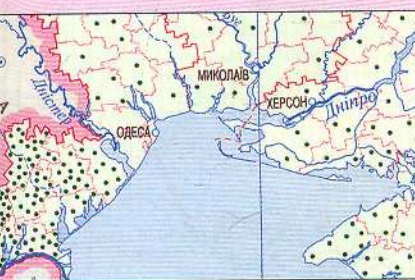 МИКОЛАЇВ
ХЕРСОН
Дніпро
Дністер
ОДЕСА